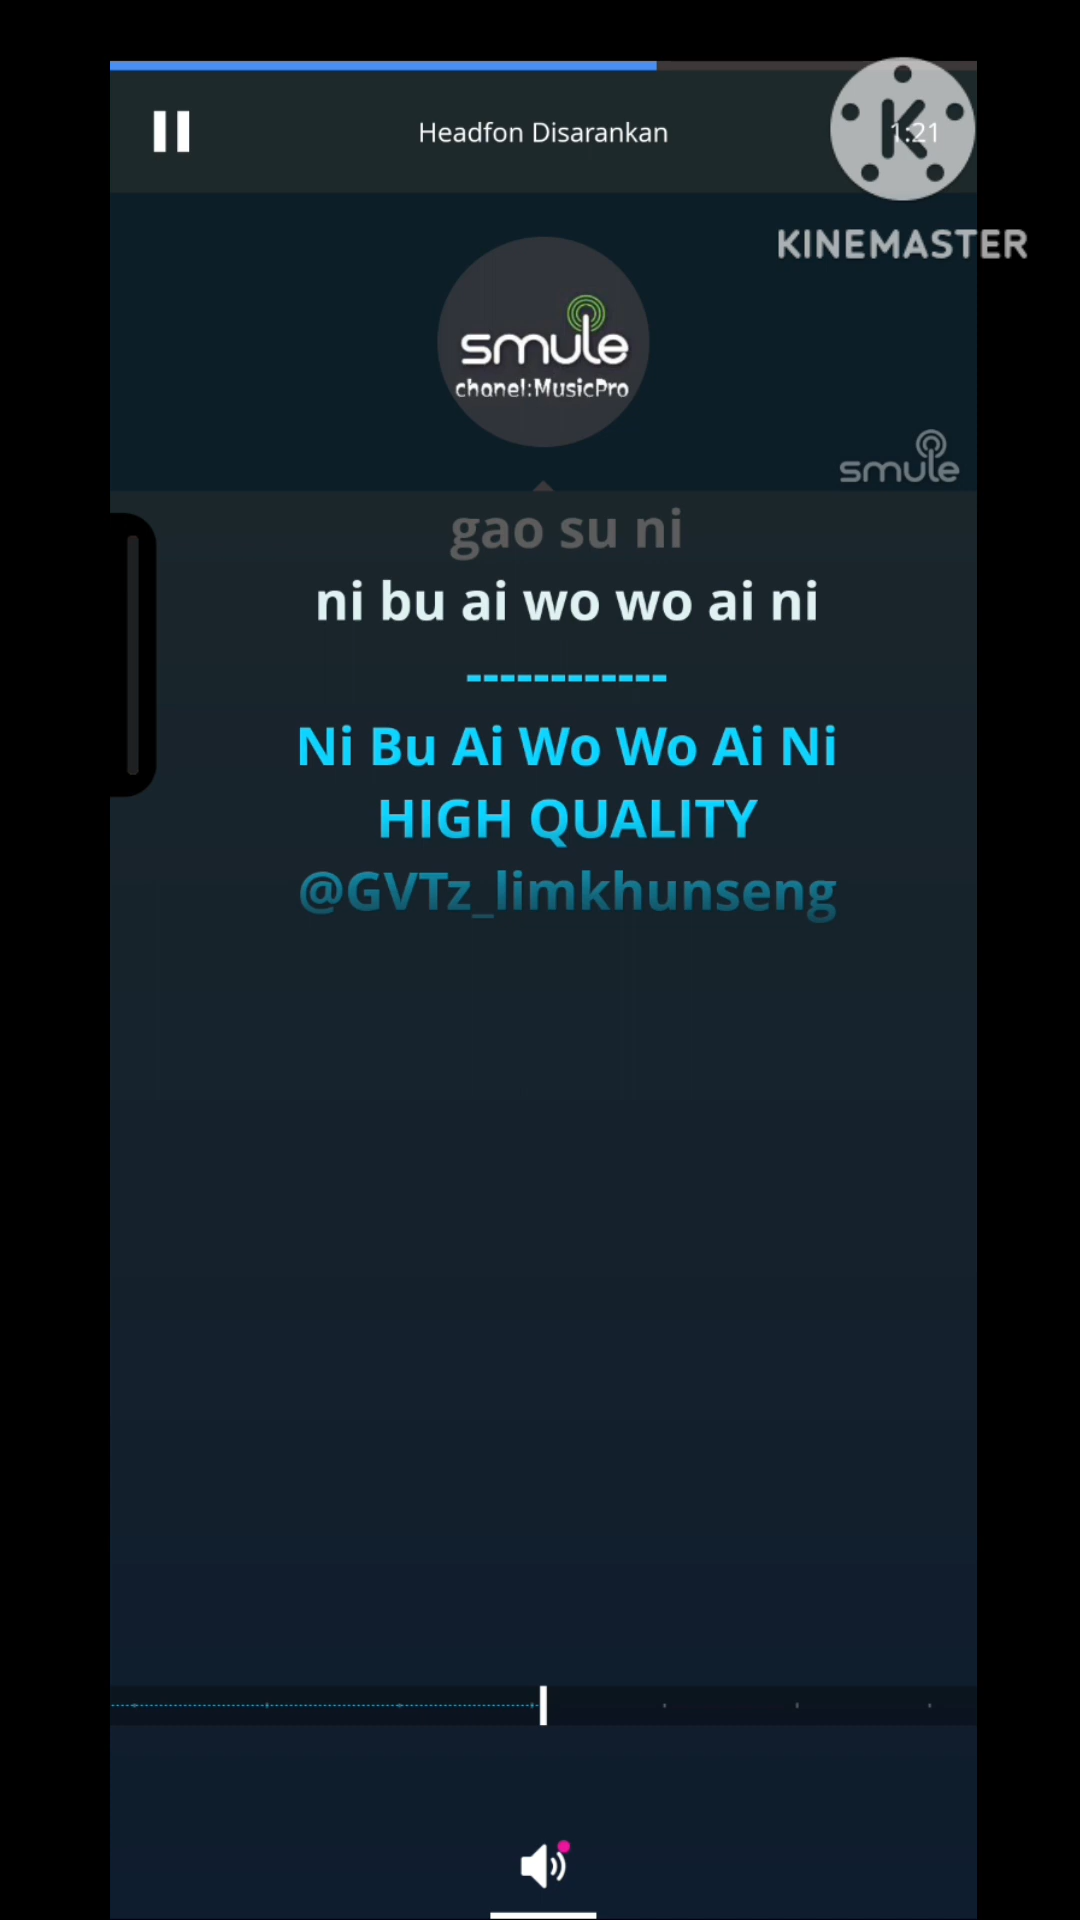 Headfon Disarankan
1:21
KINEMASTER
smule
chanel:MusicPro
smule
gao su ni
ni bu ai wo wo ai ni
------------
Ni Bu Ai Wo Wo Ai Ni
HIGH QUALITY
@GVTz_limkhunseng